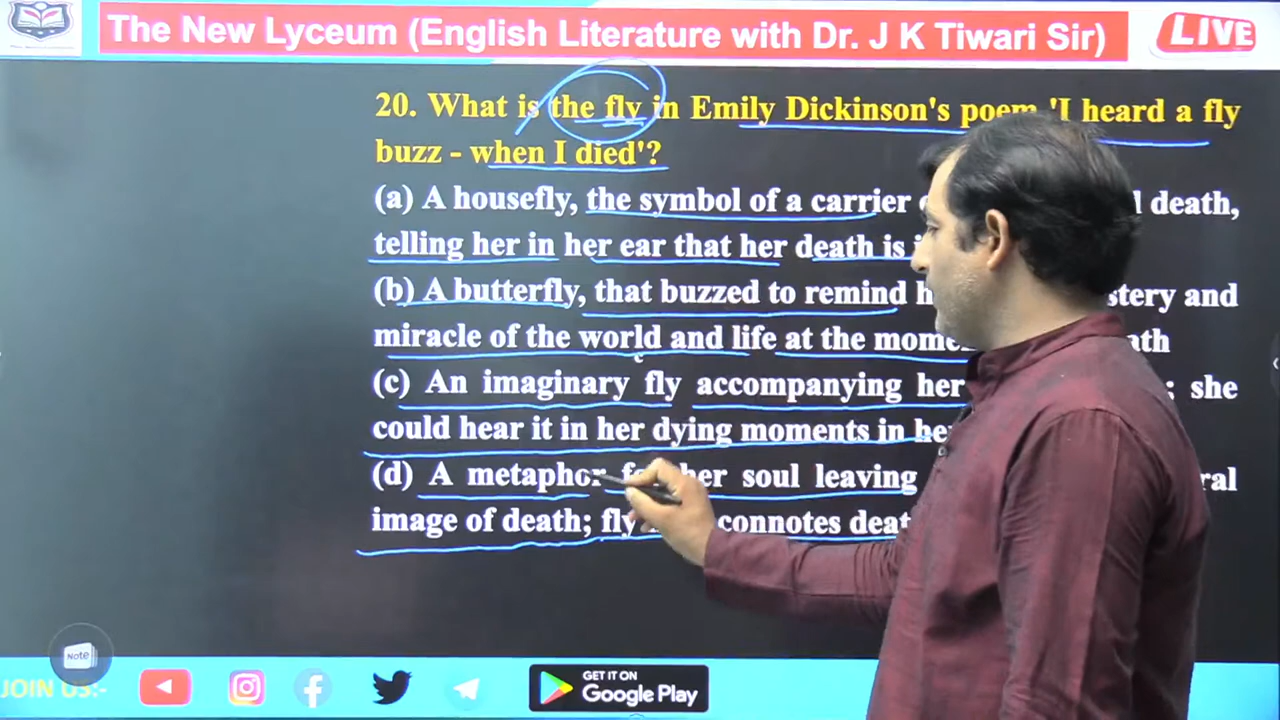 The New Lyceum (English Literature with Dr. J K Tiwari Sir)
LIVE
20. What is the fly in Emily Dickinson's poem 'I heard a fly
buzz - when I died'?
(a) A housefly, the symbol of a carrier death,
telling her in her ear that her death is
(b) A butterfly, that buzzed to remind and
miracle of the world and life at the
(c) An imaginary fly accompanying her ; she
could hear it in her dying moments in
(d) A metaphor her soul leaving
image of death; fly connotes
Note
JOIN US:-
GET IT ON
Google Play